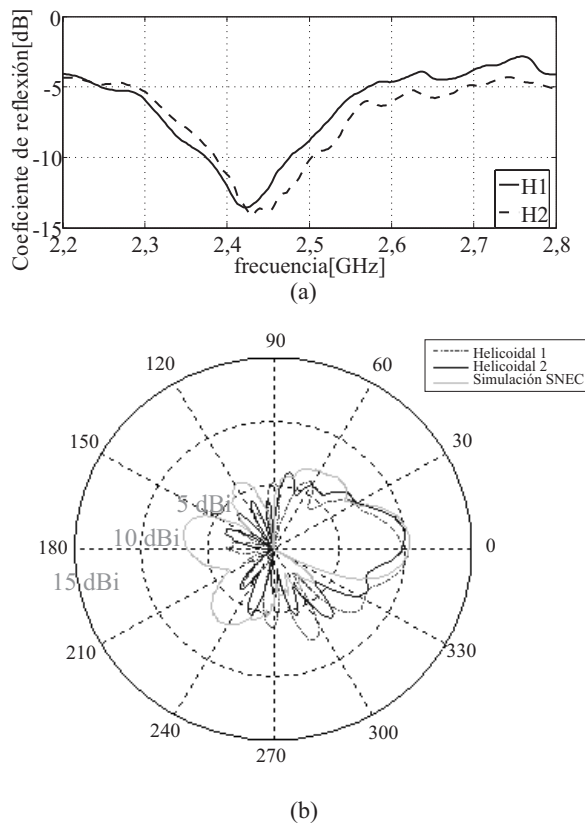 Coeficiente de reflexión[dB]
0
-5
-10
-15
H1
H2
2,2 2,3 2,4 2,5 2,6 2,7 2,8
frecuencia[GHz]
(a)
Helicoidal 1
Helicoidal 2
Simulación SNEC
90
120 60
150 30
5 dBi
10 dBi
180 0
15 dBi
210 330
240 300
270
(b)